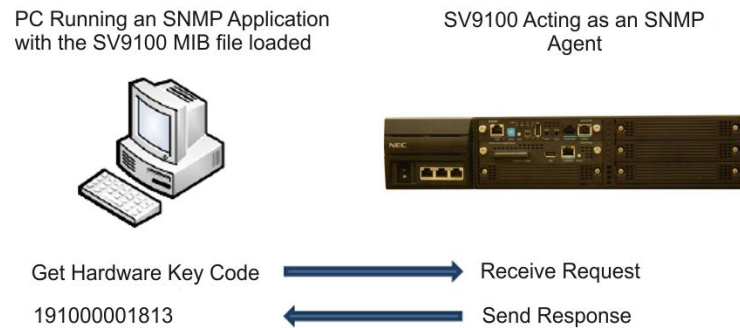 PC Running an SNMP Application
with the SV9100 MIB file loaded
SV9100 Acting as an SNMP
Agent
NEC
Get Hardware Key Code
Receive Request
191000001813
Send Response